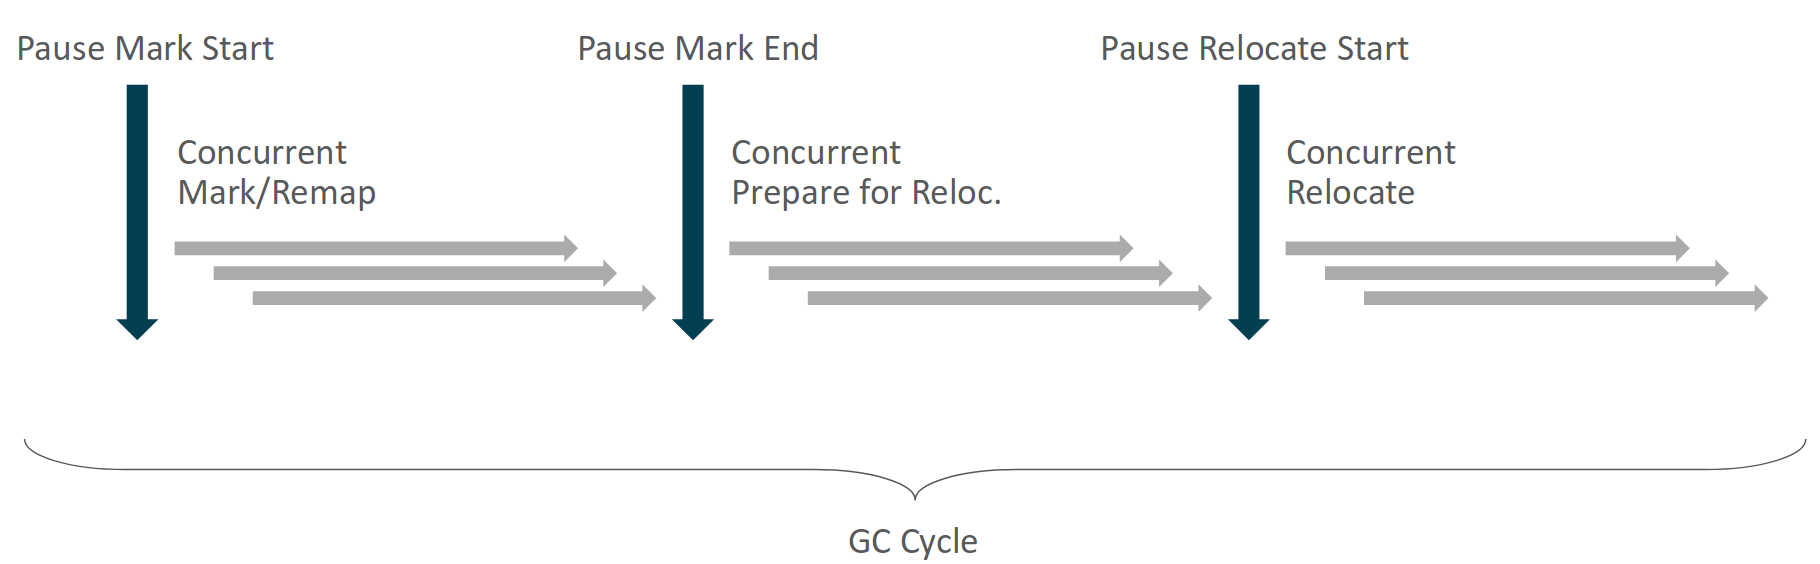 Pause Mark Start
Pause Mark End
Pause Relocate Start
Concurrent
Mark/Remap
Concurrent
Prepare for Reloc.
Concurrent
Relocate
GC Cycle